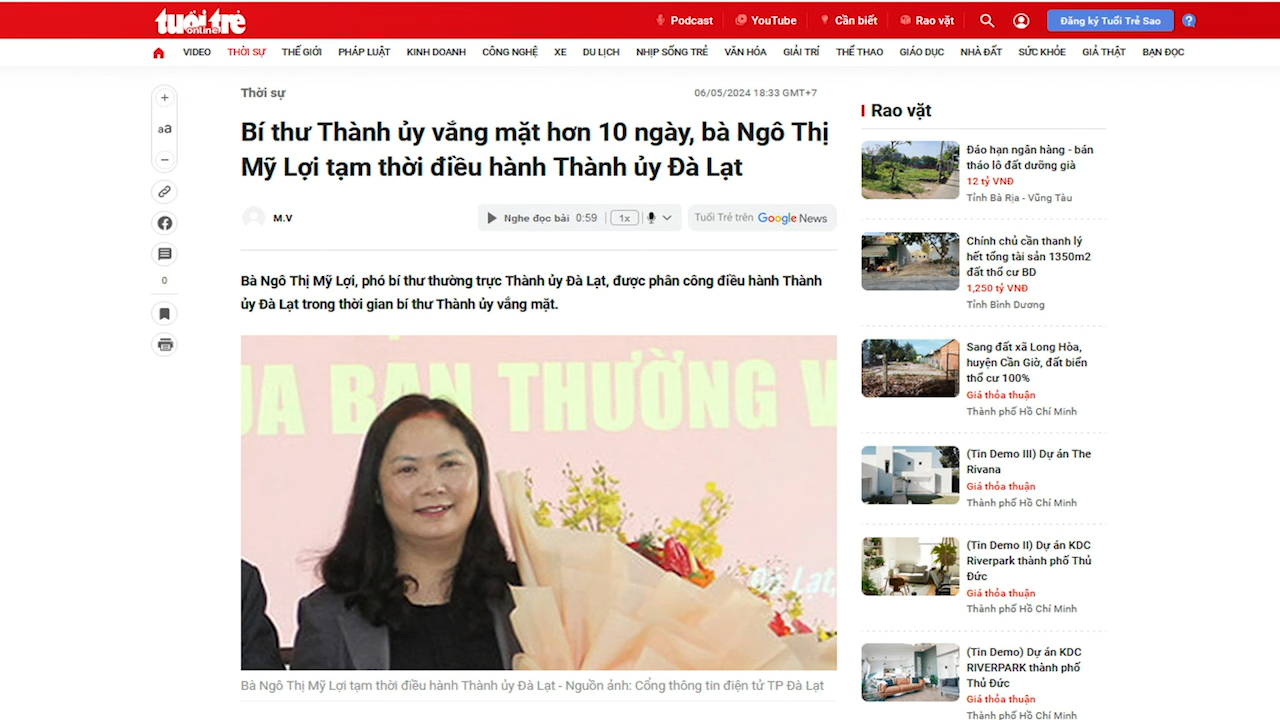 tuổi trẻ
online
Podcast
YouTube
Cần biết
Rao vặt
Đăng ký Tuổi Trẻ Sao
?
VIDEO
THỜI SỰ
THẾ GIỚI
PHÁP LUẬT
KINH DOANH
CÔNG NGHỆ
XE
DU LỊCH
NHỊP SỐNG TRẺ
VĂN HÓA
GIẢI TRÍ
THỂ THAO
GIÁO DỤC
NHÀ ĐẤT
SỨC KHỎE
GIẢ THẬT
BẠN ĐỌC
+
aa
−
0
Thời sự
06/05/2024 18:33 GMT+7
Bí thư Thành ủy vắng mặt hơn 10 ngày, bà Ngô Thị
Mỹ Lợi tạm thời điều hành Thành ủy Đà Lạt
M.V
Nghe đọc bài 0:59
1x
Tuổi Trẻ trên Google News
Bà Ngô Thị Mỹ Lợi, phó bí thư thường trực Thành ủy Đà Lạt, được phân công điều hành Thành
ủy Đà Lạt trong thời gian bí thư Thành ủy vắng mặt.
ỦA BAN THƯỜNG V
Đà Lạt,
Bà Ngô Thị Mỹ Lợi tạm thời điều hành Thành ủy Đà Lạt - Nguồn ảnh: Cổng thông tin điện tử TP Đà Lạt
Rao vặt
Đáo hạn ngân hàng - bán
tháo lô đất dưỡng già
12 tỷ VNĐ
Tỉnh Bà Rịa - Vũng Tàu
Chính chủ cần thanh lý
hết tổng tài sản 1350m2
đất thổ cư BD
1,250 tỷ VNĐ
Tỉnh Bình Dương
Sang đất xã Long Hòa,
huyện Cần Giờ, đất biển
thổ cư 100%
Giá thỏa thuận
Thành phố Hồ Chí Minh
(Tin Demo III) Dự án The
Rivana
Giá thỏa thuận
Thành phố Hồ Chí Minh
(Tin Demo II) Dự án KDC
Riverpark thành phố Thủ
Đức
Giá thỏa thuận
Thành phố Hồ Chí Minh
(Tin Demo) Dự án KDC
RIVERPARK thành phố
Thủ Đức
Giá thỏa thuận
Thành phố Hồ Chí Minh